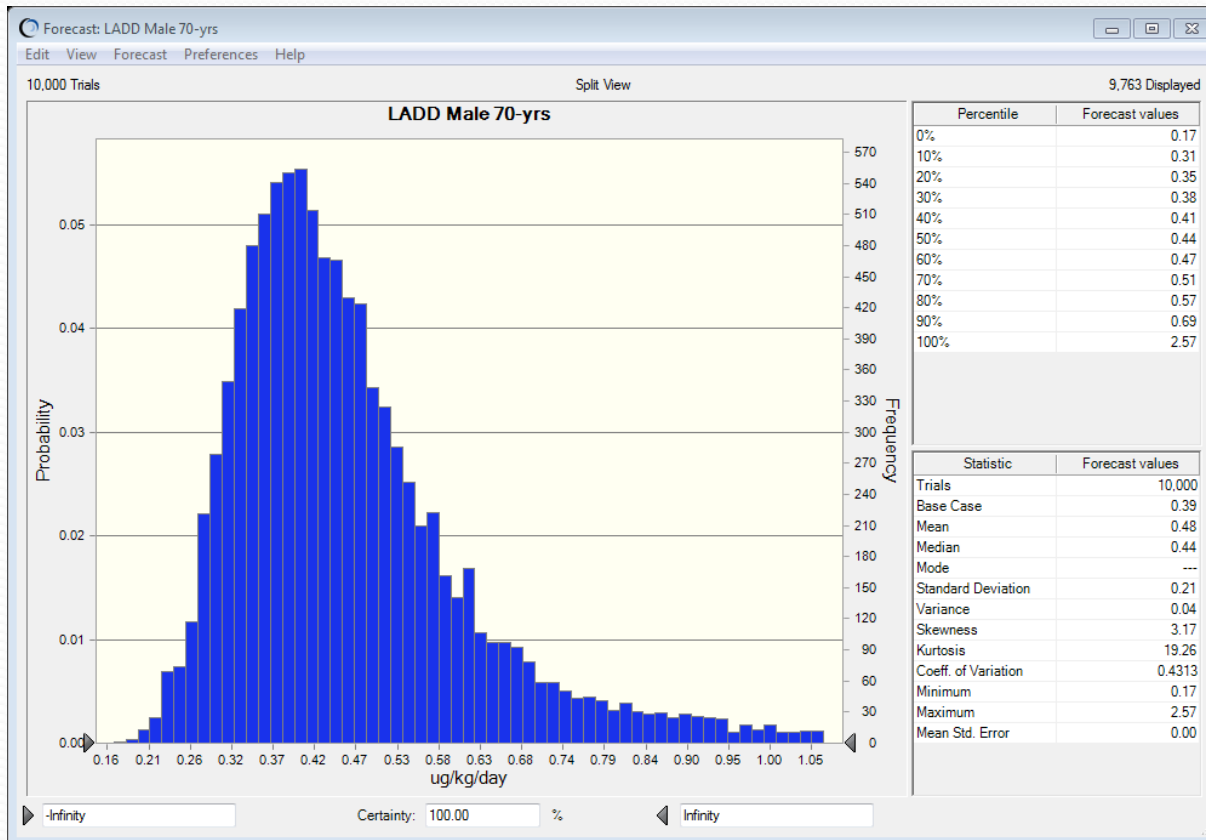 Forecast: LADD Male 70-yrs
Edit View Forecast Preferences Help
10,000 Trials Split View 9,763 Displayed
LADD Male 70-yrs
Probability
0.05
0.04
0.03
0.02
0.01
0.00
570
540
510
480
450
420
390
360
330
300
270
240
210
180
150
120
90
60
30
0
Frequency
0.16 0.21 0.26 0.32 0.37 0.42 0.47 0.53 0.58 0.63 0.68 0.74 0.79 0.84 0.90 0.95 1.00 1.05
ug/kg/day
Percentile Forecast values
0% 0.17
10% 0.31
20% 0.35
30% 0.38
40% 0.41
50% 0.44
60% 0.47
70% 0.51
80% 0.57
90% 0.69
100% 2.57
Statistic Forecast values
Trials 10,000
Base Case 0.39
Mean 0.48
Median 0.44
Mode ---
Standard Deviation 0.21
Variance 0.04
Skewness 3.17
Kurtosis 19.26
Coeff. of Variation 0.4313
Minimum 0.17
Maximum 2.57
Mean Std. Error 0.00
-Infinity Certainty: 100.00 % Infinity